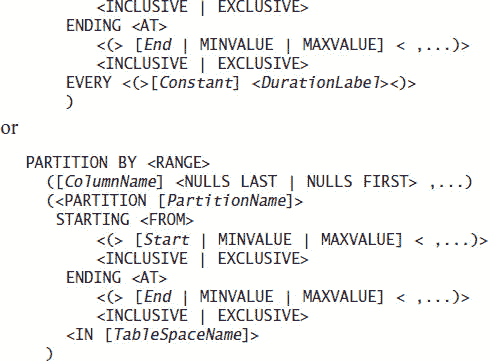 <INCLUSIVE | EXCLUSIVE>
ENDING <AT>
<(> [End | MINVALUE | MAXVALUE] < ,...)>
<INCLUSIVE | EXCLUSIVE>
EVERY <(>[Constant] <DurationLabel><)>
)
or
PARTITION BY <RANGE>
([ColumnName] <NULLS LAST | NULLS FIRST> ,...)
(<PARTITION [PartitionName]>
STARTING <FROM>
<(> [Start | MINVALUE | MAXVALUE] < ,...)>
<INCLUSIVE | EXCLUSIVE>
ENDING <AT>
<(> [End | MINVALUE | MAXVALUE] < ,...)>
<INCLUSIVE | EXCLUSIVE>
<IN [TableSpaceName]>
)